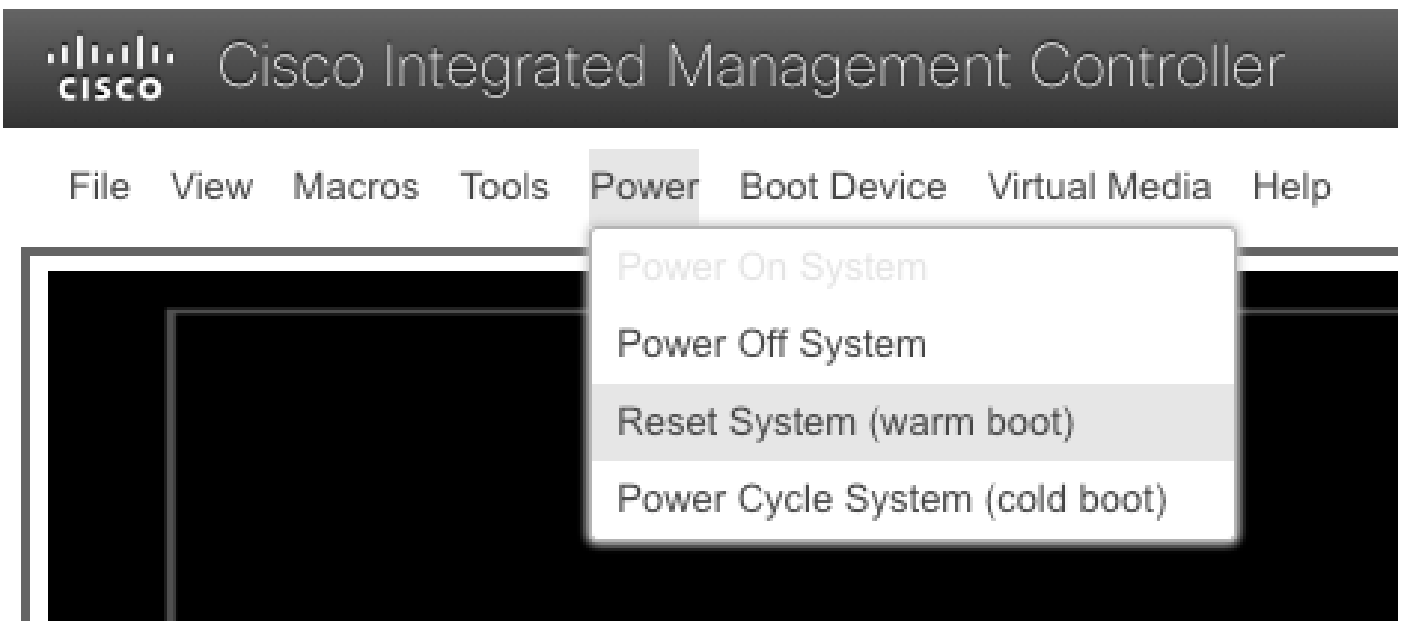 cisco Cisco Integrated Management Controller
File View Macros Tools Power Boot Device Virtual Media Help
Power On System
Power Off System
Reset System (warm boot)
Power Cycle System (cold boot)